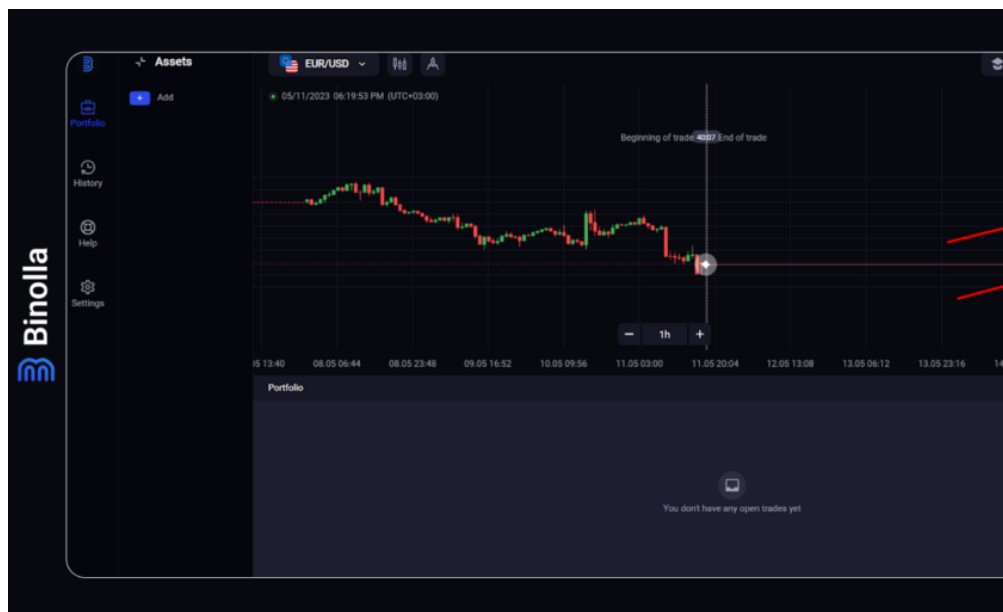 Binolla
Assets
EUR/USD
Add
05/11/2023 06:19:53 PM (UTC+03:00)
Portfolio
Beginning of trade 40:07 End of trade
History
Help
Settings
1h
05 13:40 08.05 06:44 08.05 23:48 09.05 16:52 10.05 09:56 11.05 03:00 11.05 20:04 12.05 13:08 13.05 06:12 13.05 23:16 14
Portfolio
You don't have any open trades yet